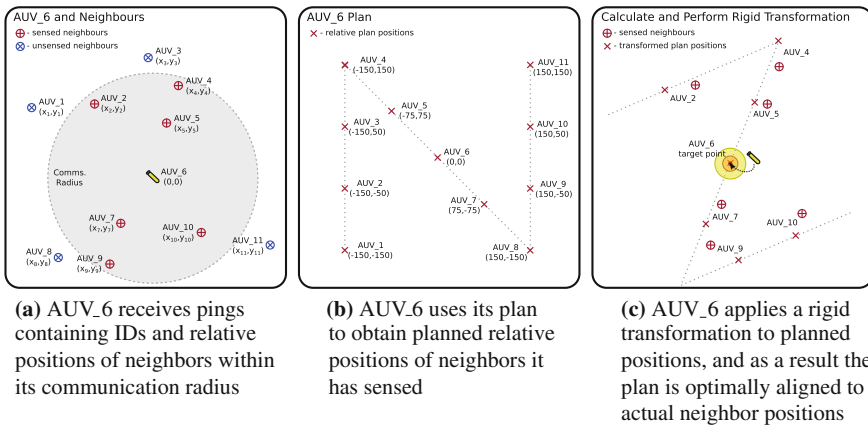 AUV_6 and Neighbours
- sensed neighbours
- unsensed neighbours
AUV_3
(x₃,y₃)
AUV_4
(x₄,y₄)
AUV_1
(x₁,y₁)
AUV_2
(x₂,y₂)
AUV_5
(x₅,y₅)
Comms.
Radius
AUV_6
(0,0)
AUV_7
(x₇,y₇)
AUV_10
(x₁₀,y₁₀)
AUV_8
(x₈,y₈)
AUV_9
(x₉,y₉)
AUV_11
(x₁₁,y₁₁)
AUV_6 Plan
- relative plan positions
AUV_4
(-150,150)
AUV_11
(150,150)
AUV_5
(-75,75)
AUV_3
(-150,50)
AUV_10
(150,50)
AUV_6
(0,0)
AUV_2
(-150,-50)
AUV_9
(150,-50)
AUV_7
(75,-75)
AUV_1
(-150,-150)
AUV_8
(150,-150)
Calculate and Perform Rigid Transformation
- sensed neighbours
- transformed plan positions
AUV_4
AUV_2
AUV_5
AUV_6
target point
AUV_7
AUV_10
AUV_9
(a) AUV_6 receives pings
containing IDs and relative
positions of neighbors within
its communication radius
(b) AUV_6 uses its plan
to obtain planned relative
positions of neighbors it
has sensed
(c) AUV_6 applies a rigid
transformation to planned
positions, and as a result the
plan is optimally aligned to
actual neighbor positions